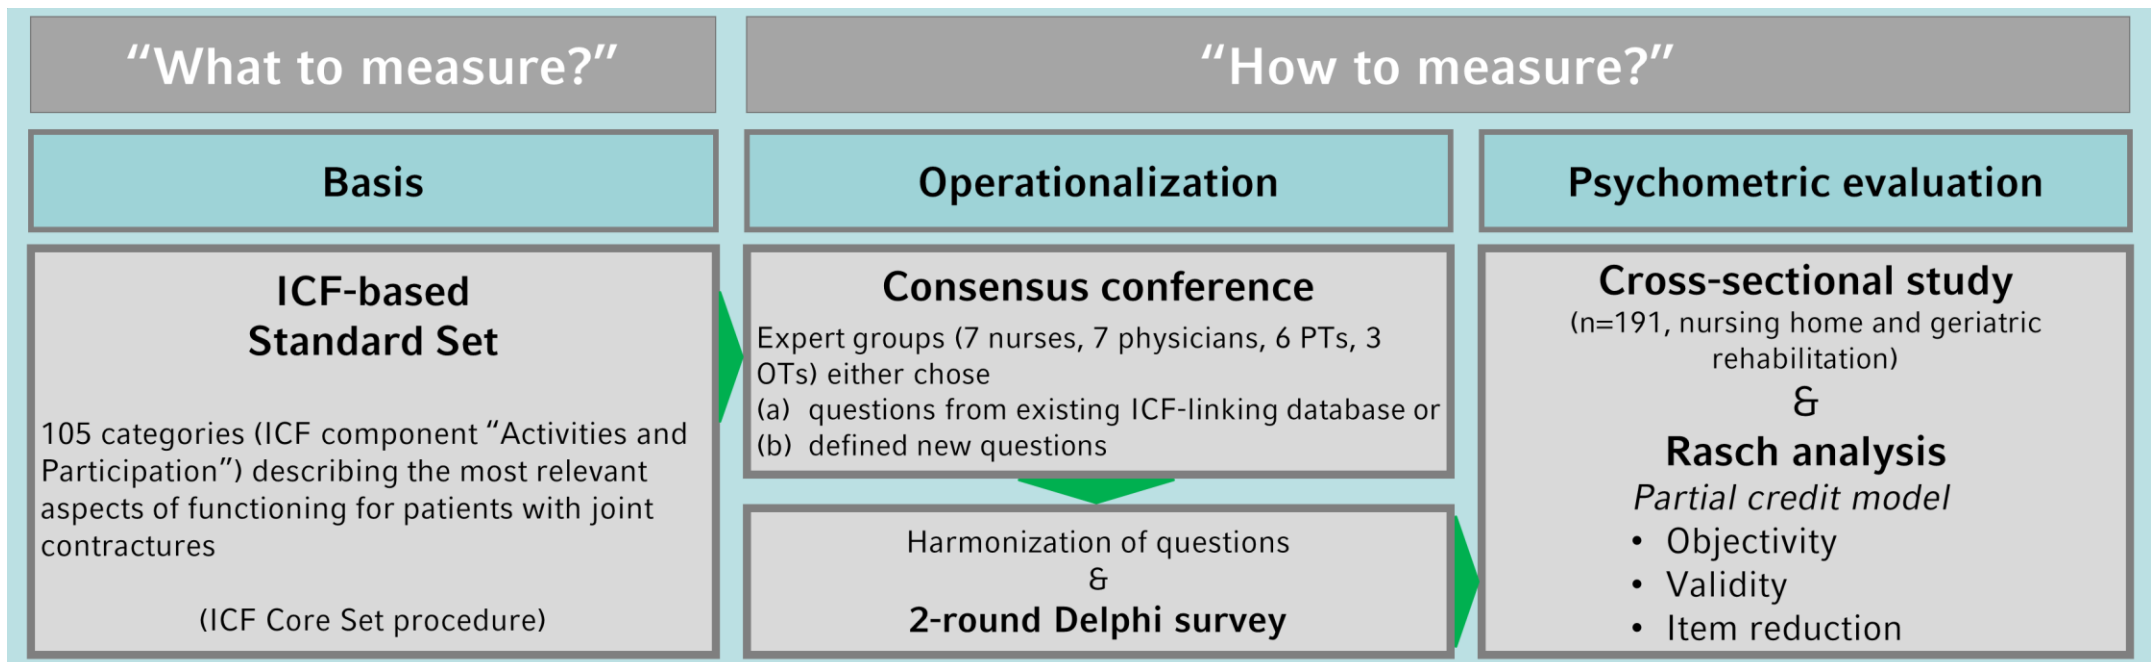 “What to measure?”
“How to measure?”
Basis
Operationalization
Psychometric evaluation
ICF-based
Standard Set
105 categories (ICF component “Activities and
Participation”) describing the most relevant
aspects of functioning for patients with joint
contractures
(ICF Core Set procedure)
Consensus conference
Expert groups (7 nurses, 7 physicians, 6 PTs, 3
OTs) either chose
(a) questions from existing ICF-linking database or
(b) defined new questions
Harmonization of questions
&
2-round Delphi survey
Cross-sectional study
(n=191, nursing home and geriatric
rehabilitation)
&
Rasch analysis
Partial credit model
• Objectivity
• Validity
• Item reduction